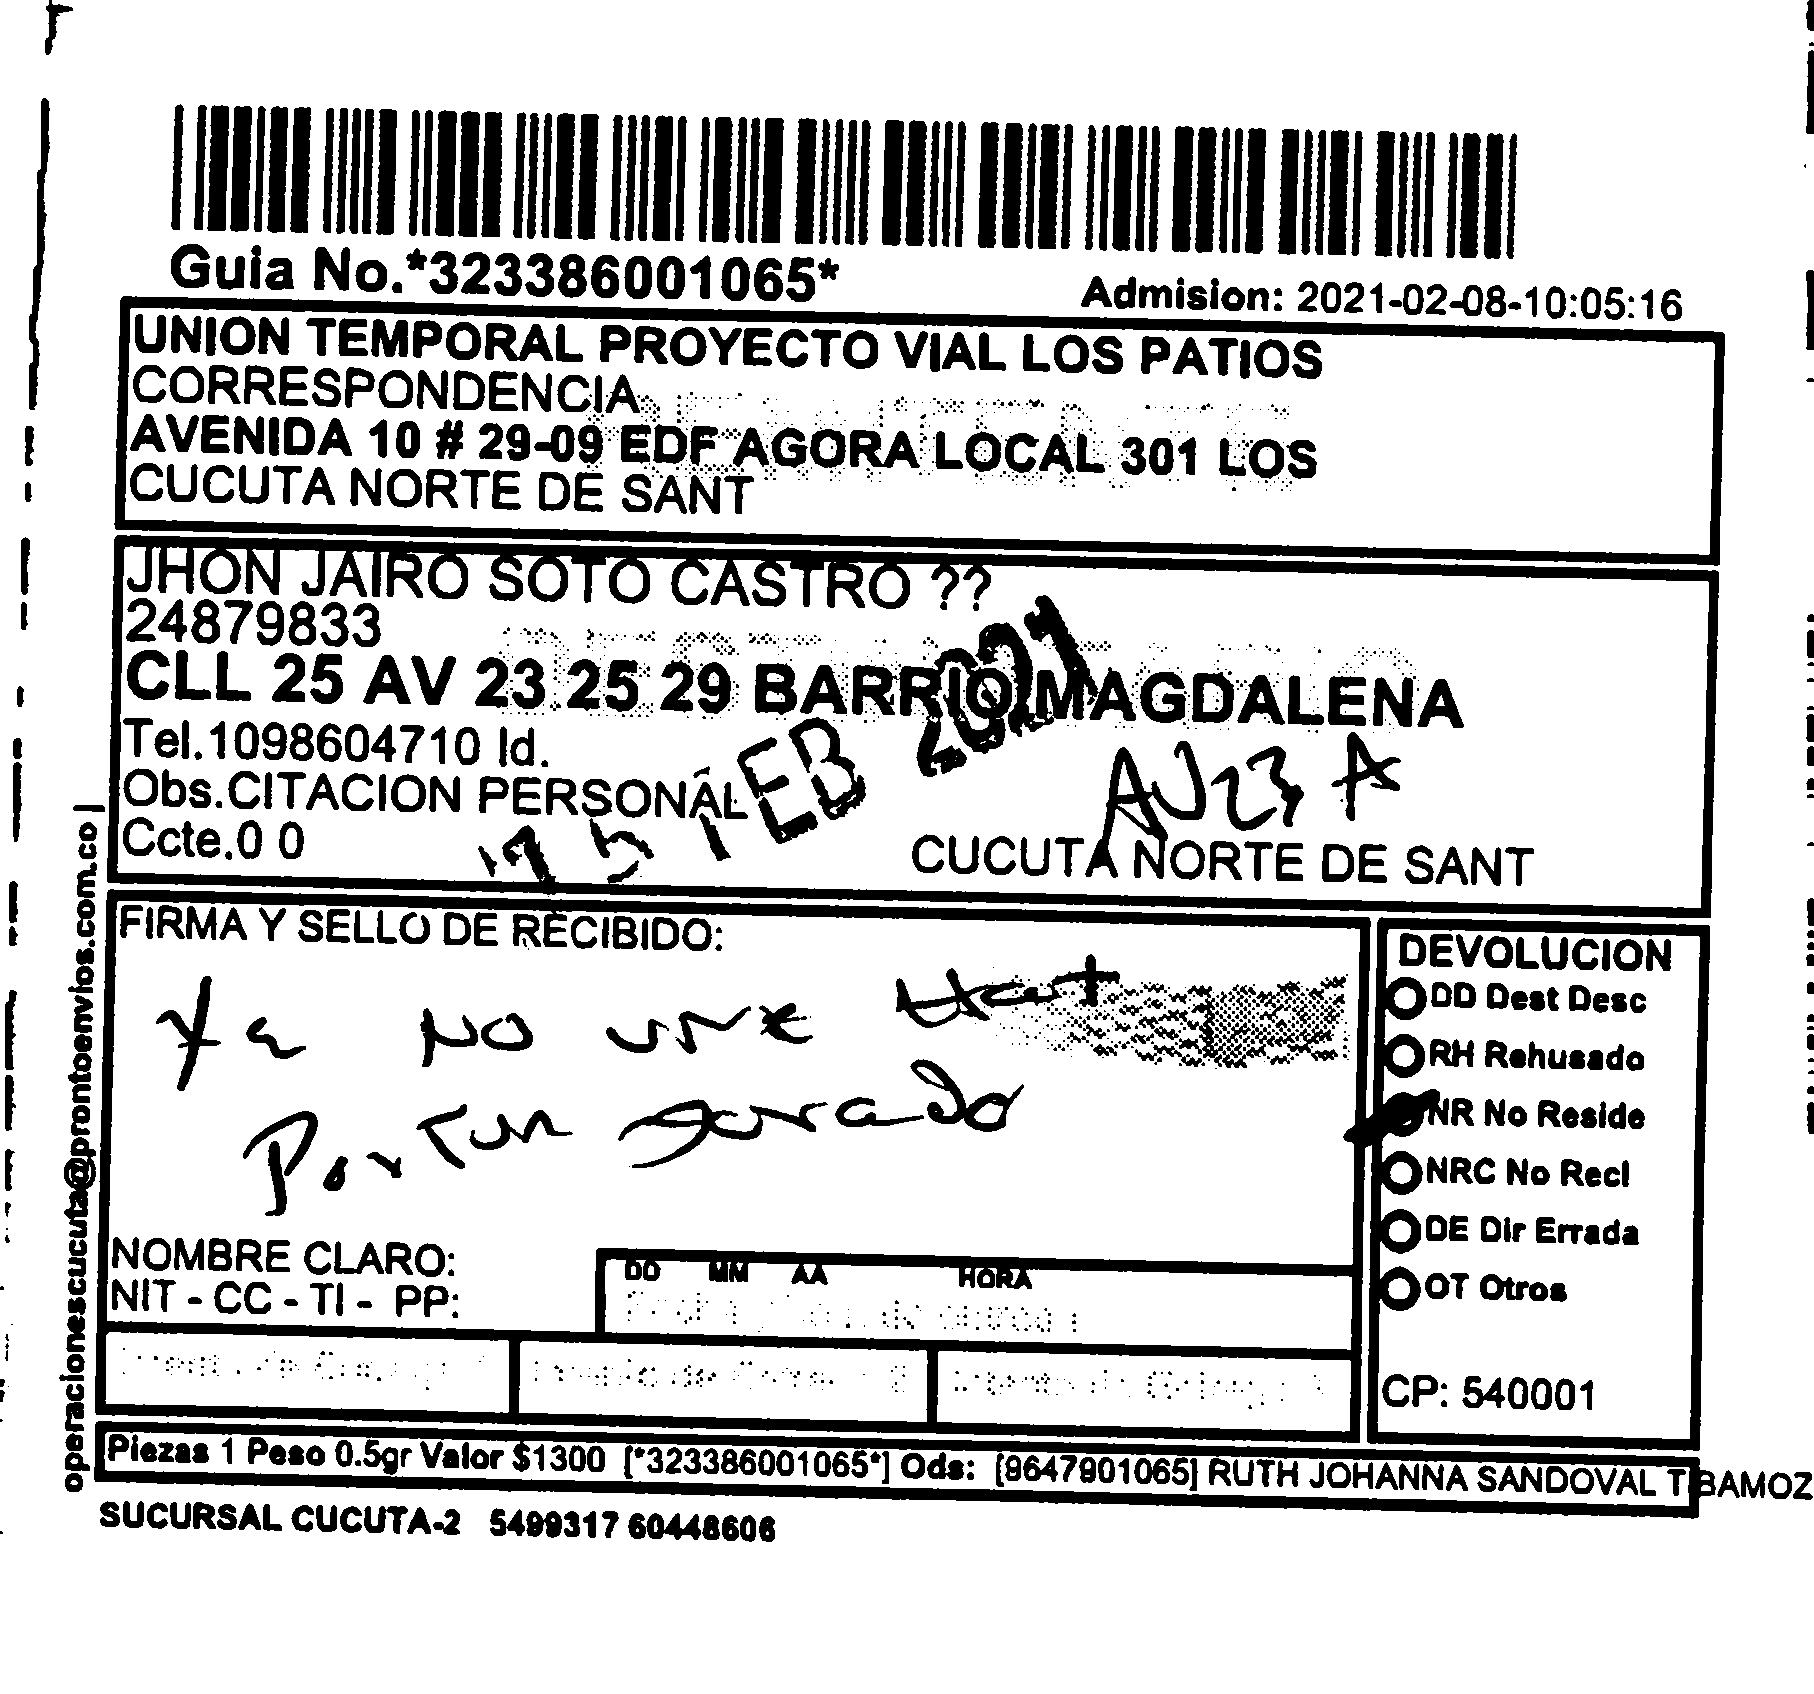 Guia No.*323386001065*
Admision: 2021-02-08-10:05:16
UNION TEMPORAL PROYECTO VIAL LOS PATIOS
CORRESPONDENCIA
AVENIDA 10 # 29-09 EDF AGORA LOCAL 301 LOS
CUCUTA NORTE DE SANT
JHON JAIRO SOTO CASTRO ??
24879833
CLL 25 AV 23 25 29 BARRIO MAGDALENA
Tel.1098604710 Id.
Obs.CITACION PERSONAL
Ccte.0 0
FEB 2021
CUCUTA NORTE DE SANT
FIRMA Y SELLO DE RECIBIDO:
Ya no vive
Por
NOMBRE CLARO:
NIT - CC - TI - PP:
DD MM AA HORA
DEVOLUCION
DD Dest Desc
RH Rehusado
NR No Reside
NRC No Recl
DE Dir Errada
OT Otros
CP: 540001
Piezas 1 Peso 0.5gr Valor $1300 [*323386001065*] Ods: [9647901065] RUTH JOHANNA SANDOVAL TIBAMOZ
SUCURSAL CUCUTA-2 5499317 60448606
operacionescucuta@prontoenvios.com.co |